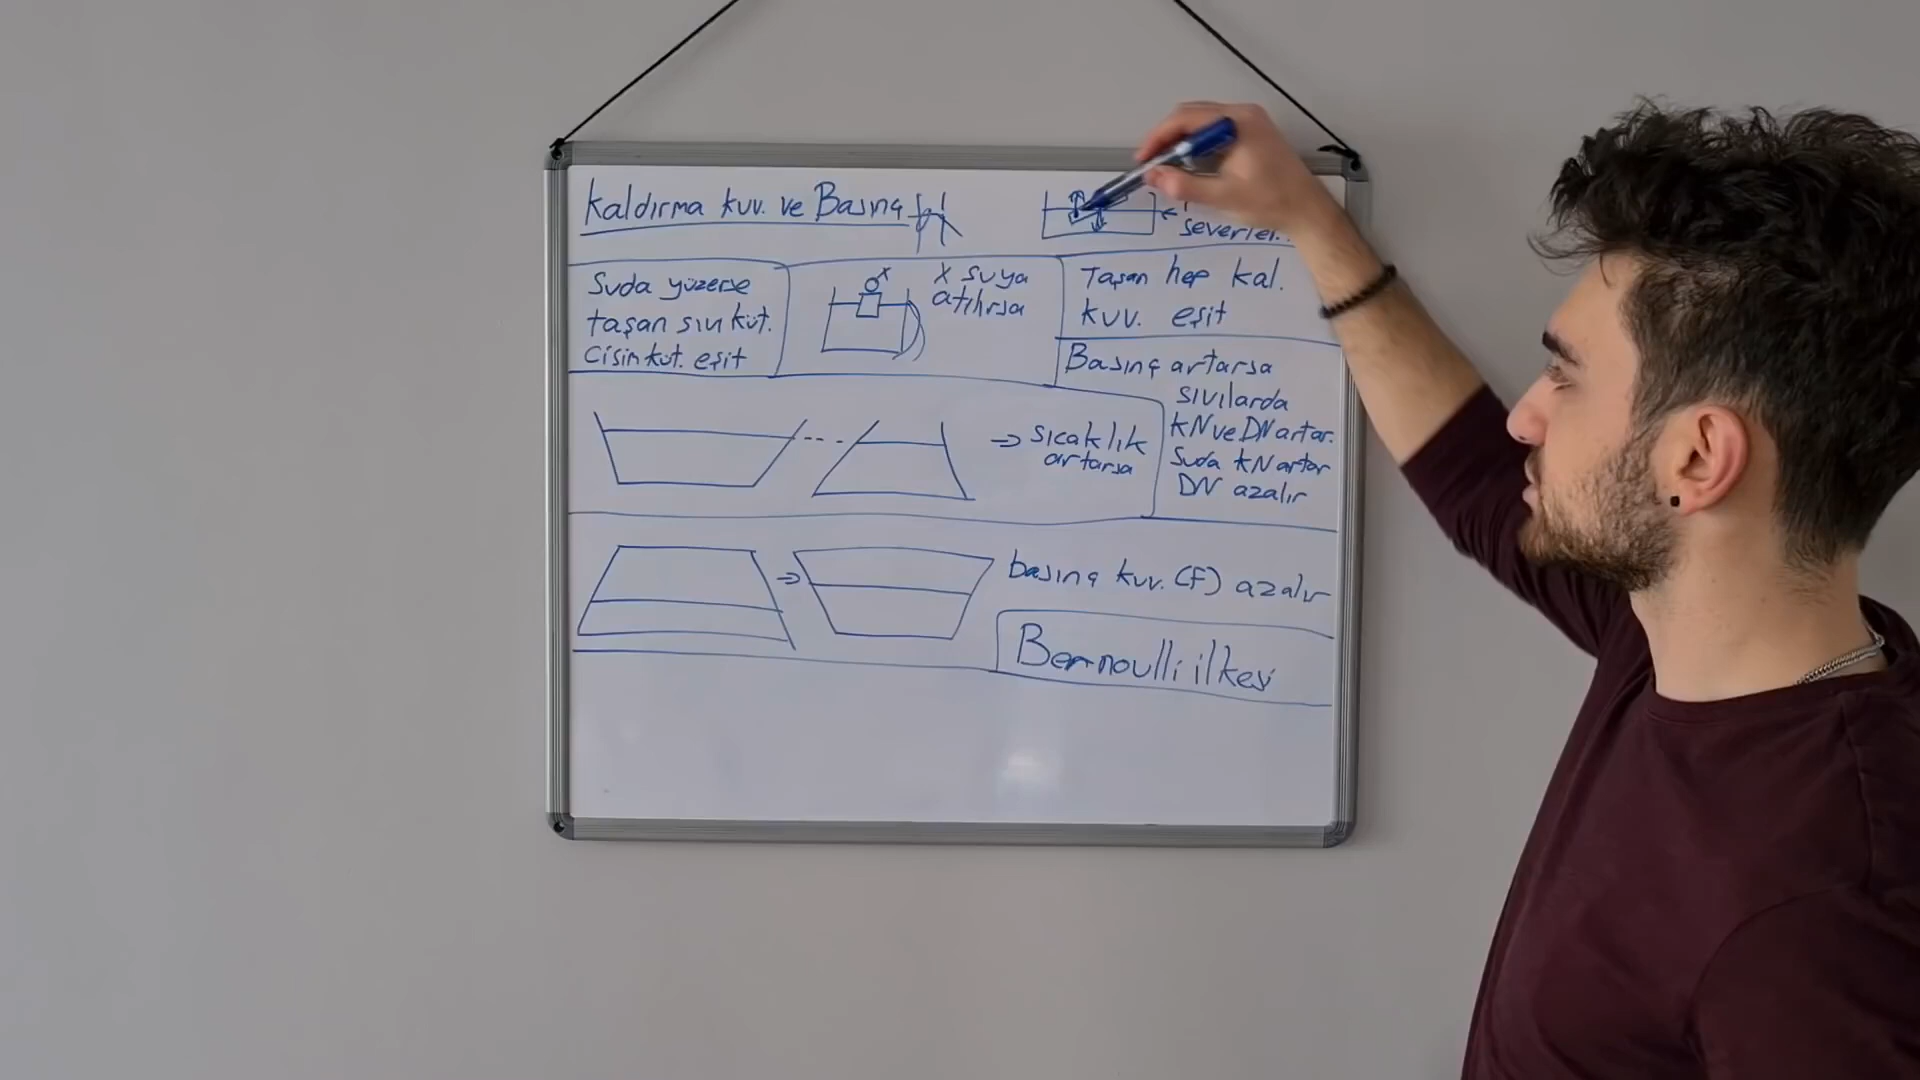 Kaldırma kuv. ve Basınç
severler.
Suda yüzerse
taşan sıvı küt.
cisim küt. eşit
X
X suya
atılırsa
Taşan hep kal.
kuv. eşit
Basınç artarsa
sıvılarda
KN ve DN artar.
Suda KN artar
DN azalır
=> sıcaklık
artarsa
basınç kuv. (F) azalır
Bernoulli ilkesi